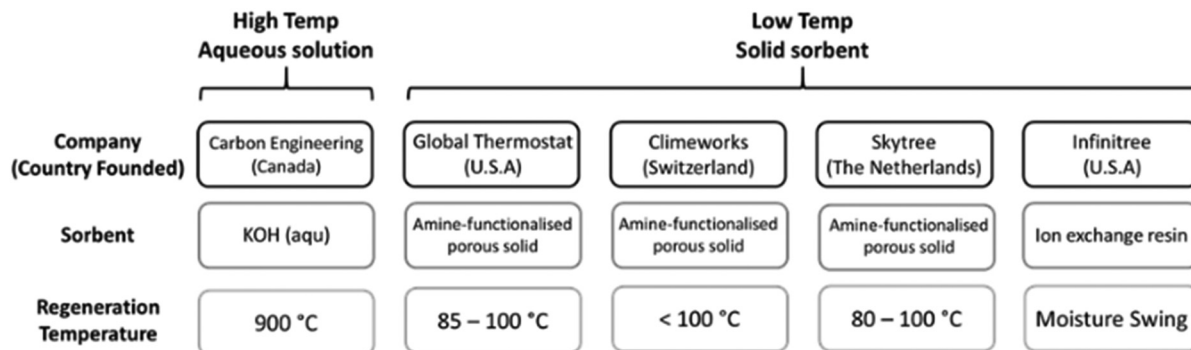 High Temp
Aqueous solution
Low Temp
Solid sorbent
Company
(Country Founded)
Carbon Engineering
(Canada)
Global Thermostat
(U.S.A)
Climeworks
(Switzerland)
Skytree
(The Netherlands)
Infinitree
(U.S.A)
Sorbent
KOH (aqu)
Amine-functionalised
porous solid
Amine-functionalised
porous solid
Amine-functionalised
porous solid
Ion exchange resin
Regeneration
Temperature
900 °C
85 – 100 °C
< 100 °C
80 – 100 °C
Moisture Swing